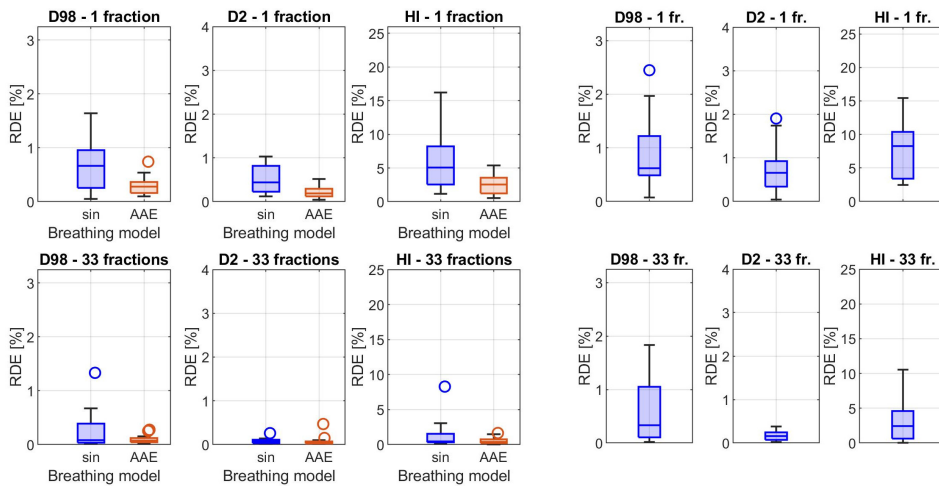 D98 - 1 fraction
D2 - 1 fraction
HI - 1 fraction
D98 - 1 fr.
D2 - 1 fr.
HI - 1 fr.
RDE [%]
3
2
1
0
RDE [%]
4
3
2
1
0
RDE [%]
25
20
15
10
5
0
RDE [%]
3
2
1
0
RDE [%]
4
3
2
1
0
RDE [%]
25
20
15
10
5
0
sin AAE
sin AAE
sin AAE
Breathing model
Breathing model
Breathing model
D98 - 33 fractions
D2 - 33 fractions
HI - 33 fractions
D98 - 33 fr.
D2 - 33 fr.
HI - 33 fr.
RDE [%]
3
2
1
0
RDE [%]
4
3
2
1
0
RDE [%]
25
20
15
10
5
0
RDE [%]
3
2
1
0
RDE [%]
4
3
2
1
0
RDE [%]
25
20
15
10
5
0
sin AAE
sin AAE
sin AAE
Breathing model
Breathing model
Breathing model